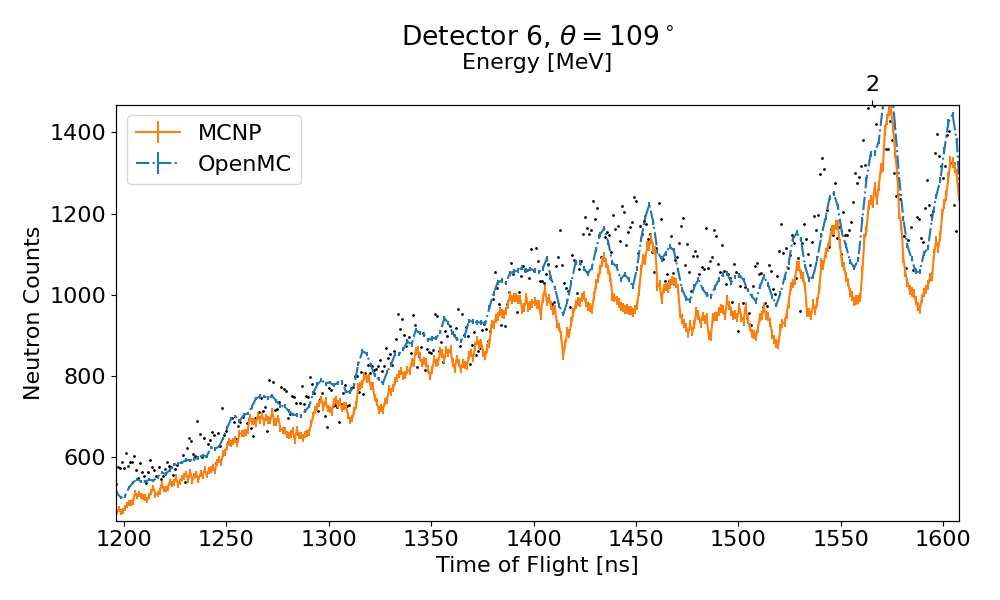 Detector 6, θ = 109°
Energy [MeV]
2
MCNP
OpenMC
1400
1200
1000
800
600
Neutron Counts
1200 1250 1300 1350 1400 1450 1500 1550 1600
Time of Flight [ns]